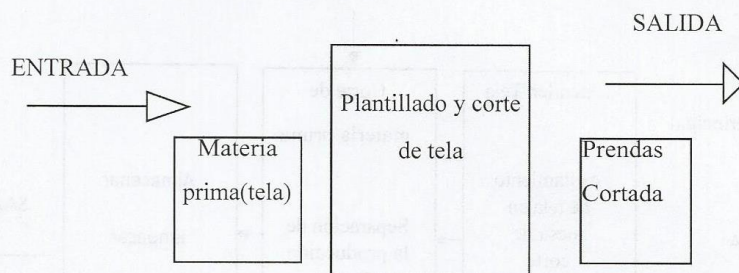 ENTRADA
Materia
prima(tela)
Plantillado y corte
de tela
SALIDA
Prendas
Cortada